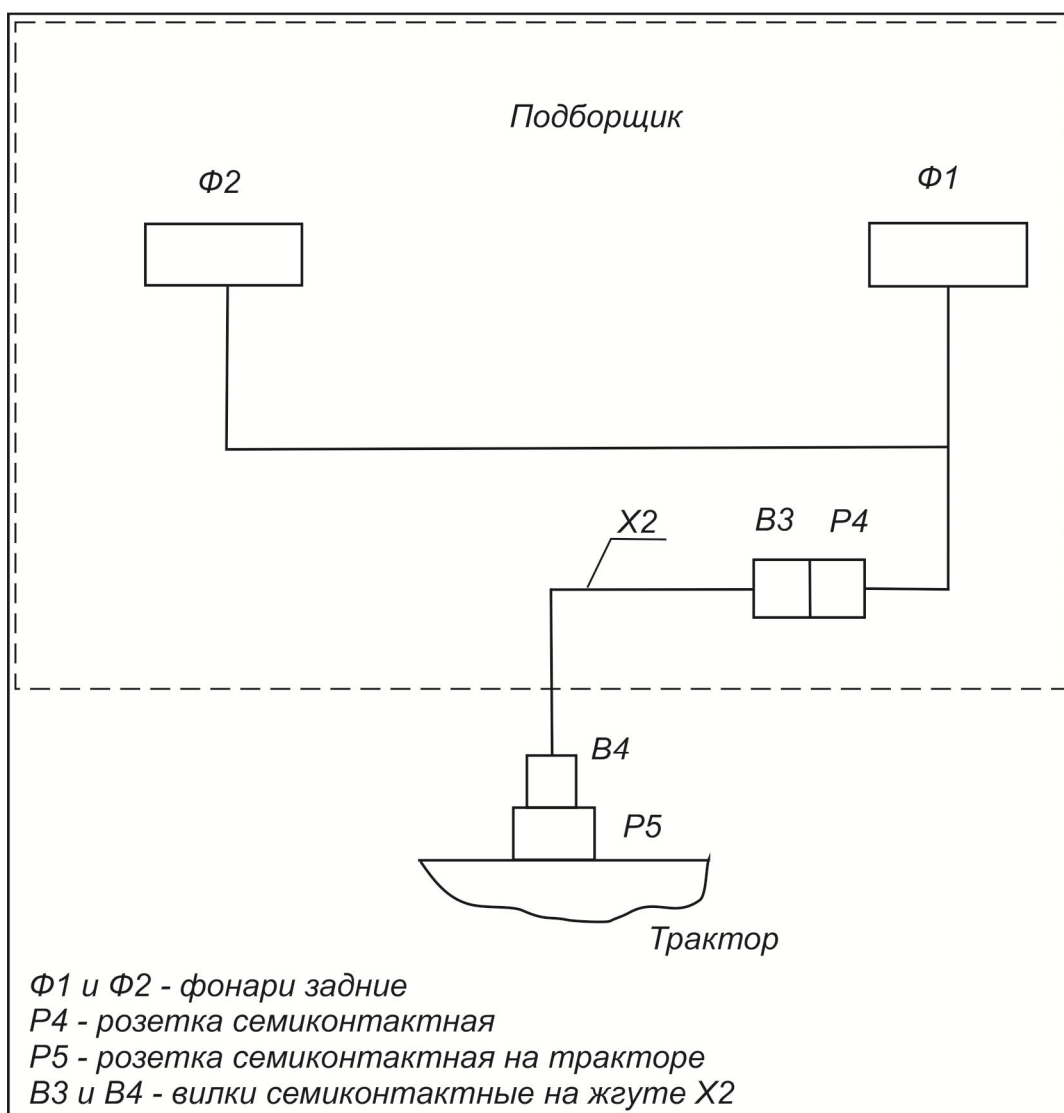 Подборщик
Ф2
Ф1
Х2
В3
Р4
В4
Р5
Трактор
Ф1 и Ф2 - фонари задние
Р4 - розетка семиконтактная
Р5 - розетка семиконтактная на тракторе
В3 и В4 - вилки семиконтактные на жгуте Х2